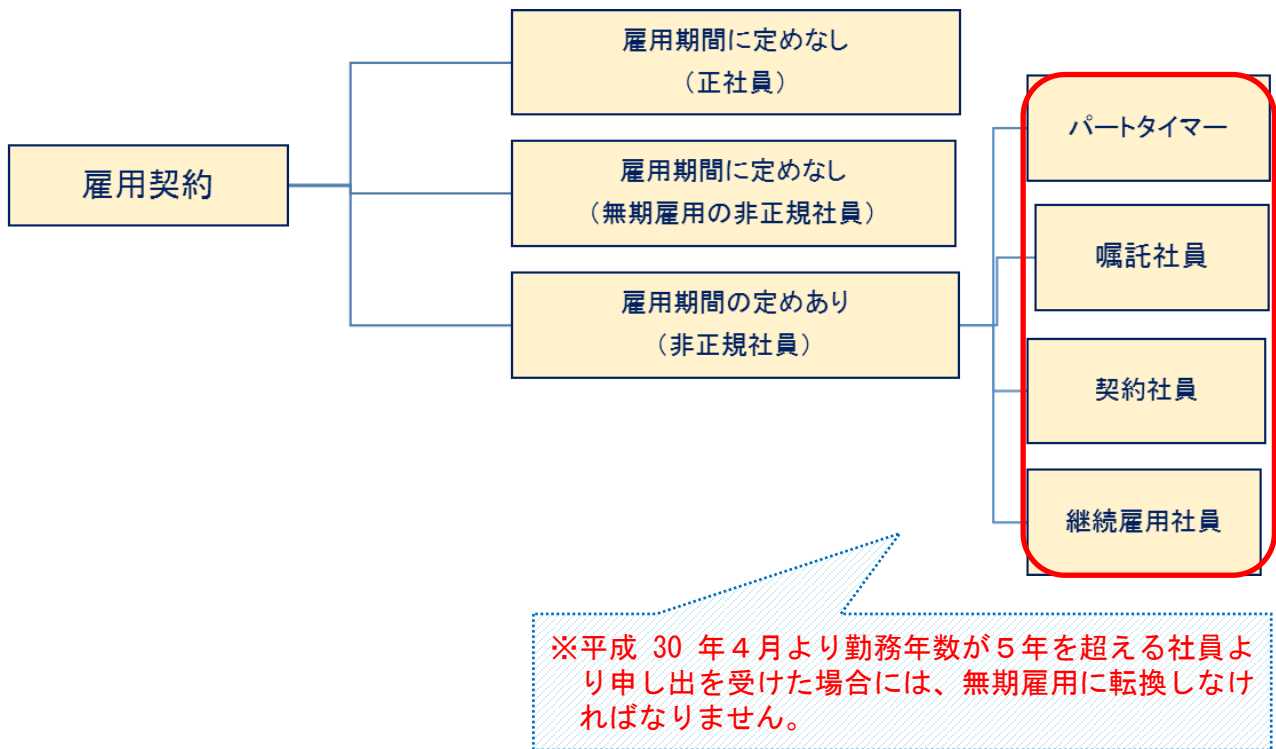 雇用契約
雇用期間に定めなし
（正社員）
雇用期間に定めなし
（無期雇用の非正規社員）
雇用期間の定めあり
（非正規社員）
パートタイマー
嘱託社員
契約社員
継続雇用社員
※平成 30 年４月より勤務年数が５年を超える社員よ
り申し出を受けた場合には、無期雇用に転換しなけ
ればなりません。